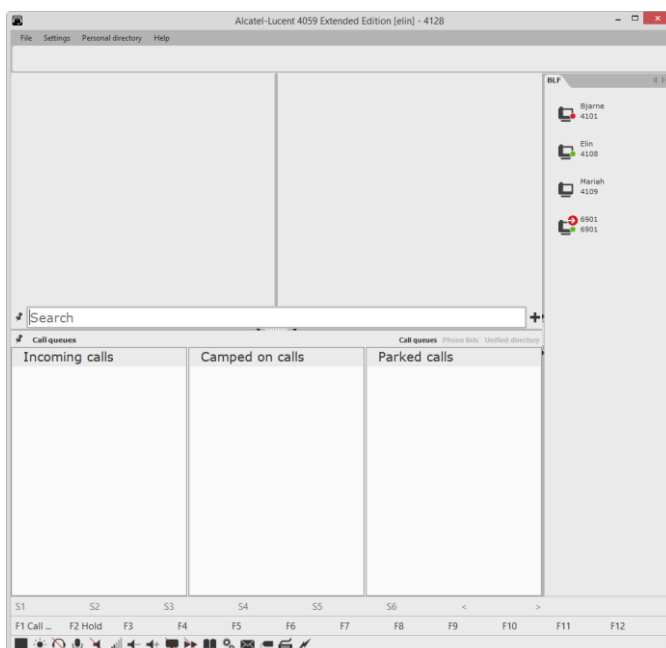 Alcatel-Lucent 4059 Extended Edition [elin] - 4128
File Settings Personal directory Help
BLF
Bjarne
4101
Elin
4108
Mariah
4109
6901
6901
Search
Call queues
Call queues Phone lists Unified directory
Incoming calls Camped on calls Parked calls
S1 S2 S3 S4 S5 S6 < >
F1 Call ... F2 Hold F3 F4 F5 F6 F7 F8 F9 F10 F11 F12